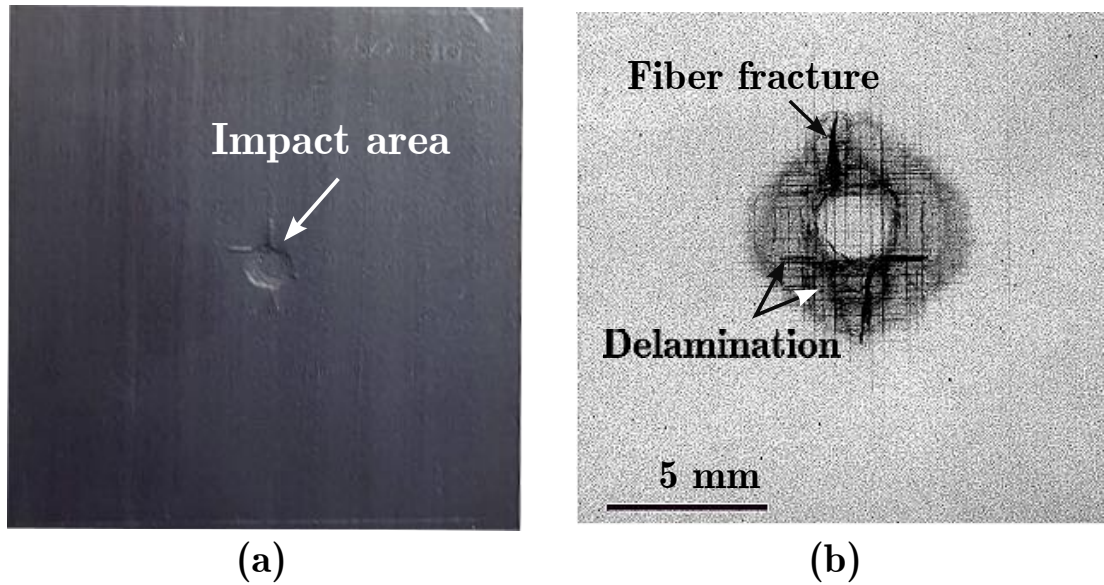 Impact area
Fiber fracture
Delamination
5 mm
(a)
(b)